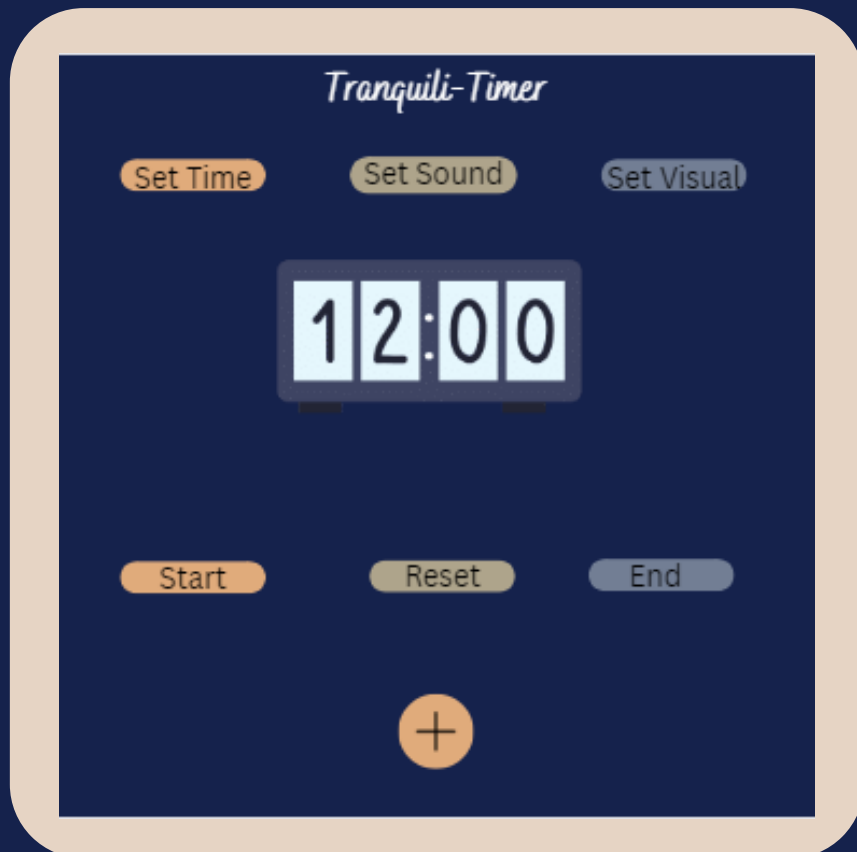 Tranquili-Timer
Set Time Set Sound Set Visual
12:00
Start Reset End
+